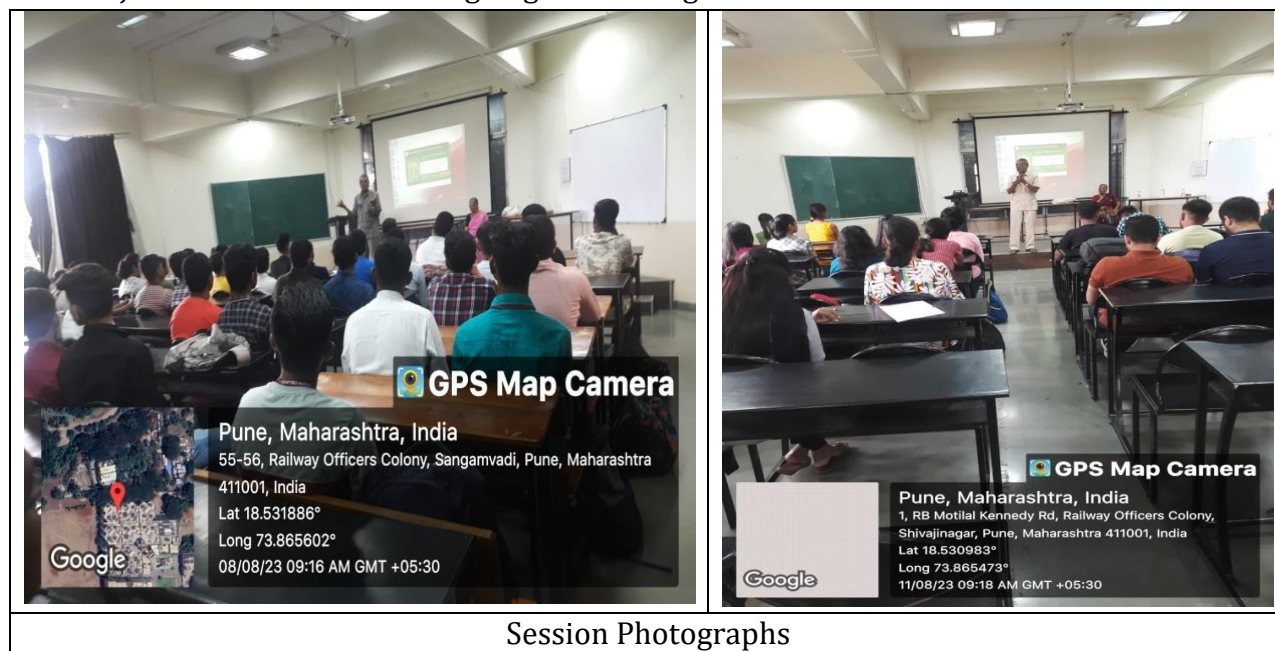 GPS Map Camera
Pune, Maharashtra, India
55-56, Railway Officers Colony, Sangamvadi, Pune, Maharashtra
411001, India
Lat 18.531886°
Long 73.865602°
08/08/23 09:16 AM GMT +05:30
Google
GPS Map Camera
Pune, Maharashtra, India
1, RB Motilal Kennedy Rd, Railway Officers Colony,
Shivajinagar, Pune, Maharashtra 411001, India
Lat 18.530983°
Long 73.865473°
11/08/23 09:18 AM GMT +05:30
Google
Session Photographs